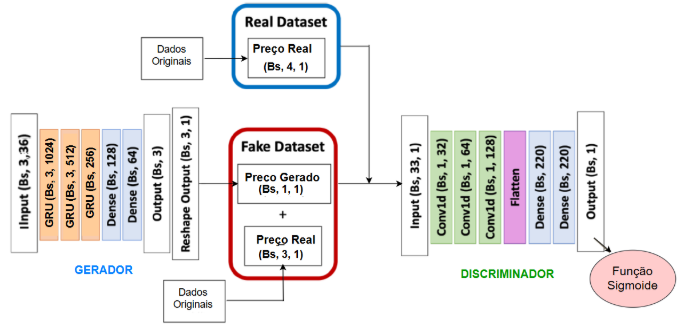 Real Dataset
Dados
Originais
Preço Real
(Bs, 4, 1)
IInput (Bs, 3,36)
GRU (Bs, 3, 1024)
GRU (Bs, 3, 512)
GRU (Bs, 256)
Dense (Bs, 128)
Dense (Bs, 64)
Output (Bs, 3)
Reshape Output (Bs, 3, 1)
GERADOR
Fake Dataset
Preco Gerado
(Bs, 1, 1)
+
Preço Real
(Bs, 3, 1)
Dados
Originais
Input (Bs, 33, 1)
Conv1d (Bs, 1, 32)
Conv1d (Bs, 1, 64)
Conv1d (Bs, 1, 128)
Flatten
Dense (Bs, 220)
Dense (Bs, 220)
Output (Bs, 1)
DISCRIMINADOR
Função
Sigmoide